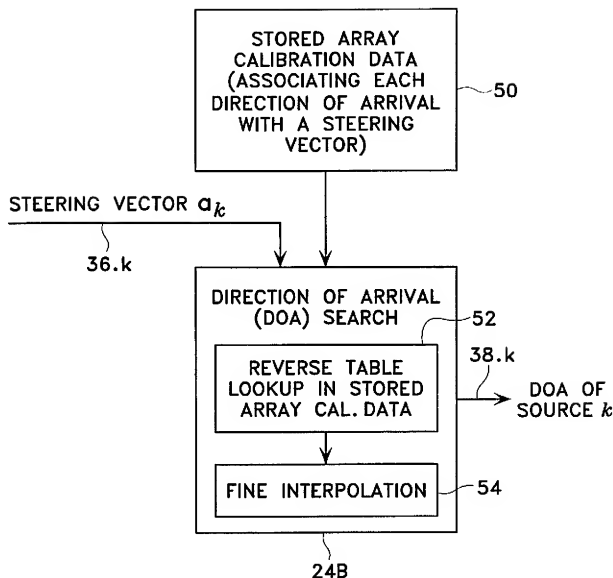 STORED ARRAY
CALIBRATION DATA
(ASSOCIATING EACH
DIRECTION OF ARRIVAL
WITH A STEERING
VECTOR)
50
STEERING VECTOR ak
36.k
DIRECTION OF ARRIVAL
(DOA) SEARCH
52
REVERSE TABLE
LOOKUP IN STORED
ARRAY CAL. DATA
38.k
DOA OF
SOURCE k
FINE INTERPOLATION
54
24B